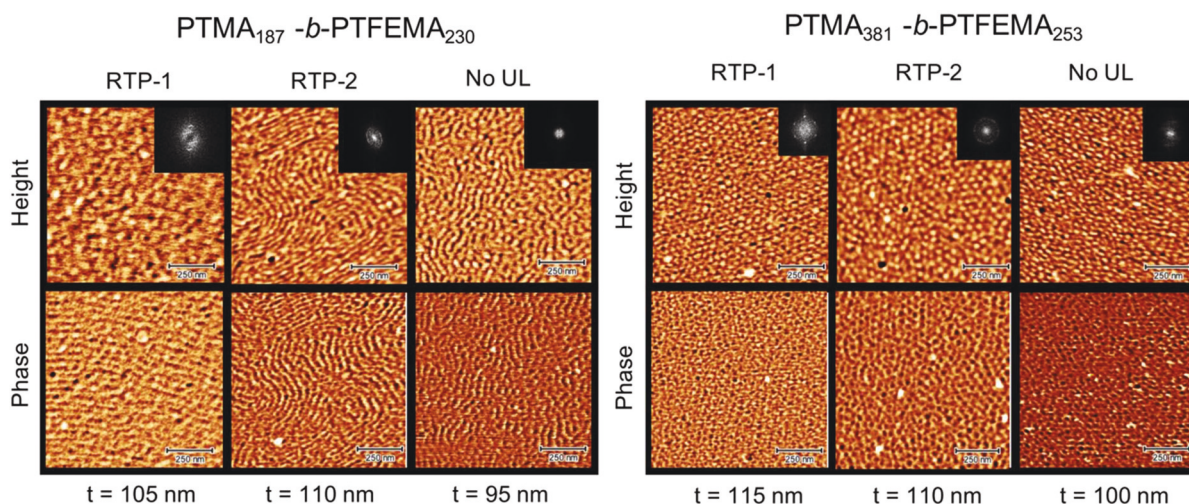 PTMA187 -b-PTFEMA230
RTP-1 RTP-2 No UL
Height
250 nm 250 nm 250 nm
Phase
250 nm 250 nm 250 nm
t = 105 nm t = 110 nm t = 95 nm
PTMA381 -b-PTFEMA253
RTP-1 RTP-2 No UL
Height
250 nm 250 nm 250 nm
Phase
250 nm 250 nm 250 nm
t = 115 nm t = 110 nm t = 100 nm